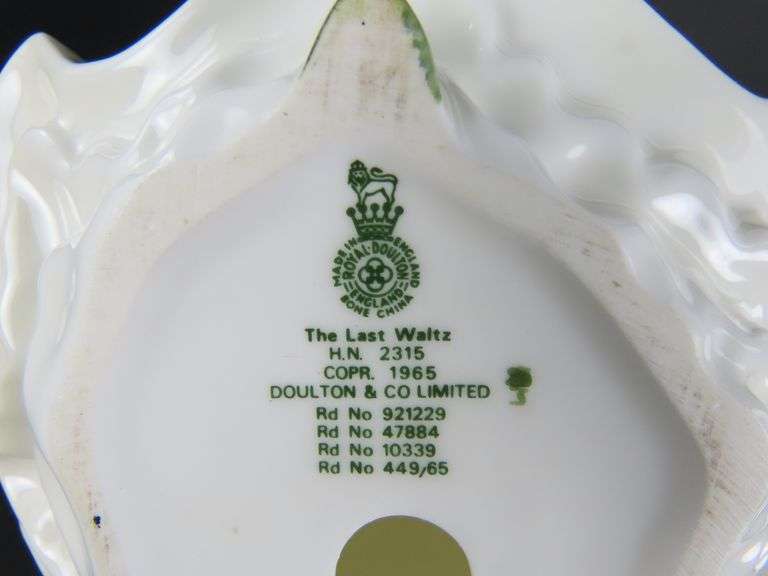 MADE IN ENGLAND
ROYAL·DOULTON
ENGLAND
BONE CHINA
The Last Waltz
H.N. 2315
COPR. 1965
DOULTON & CO LIMITED
Rd No 921229
Rd No 47884
Rd No 10339
Rd No 449/65